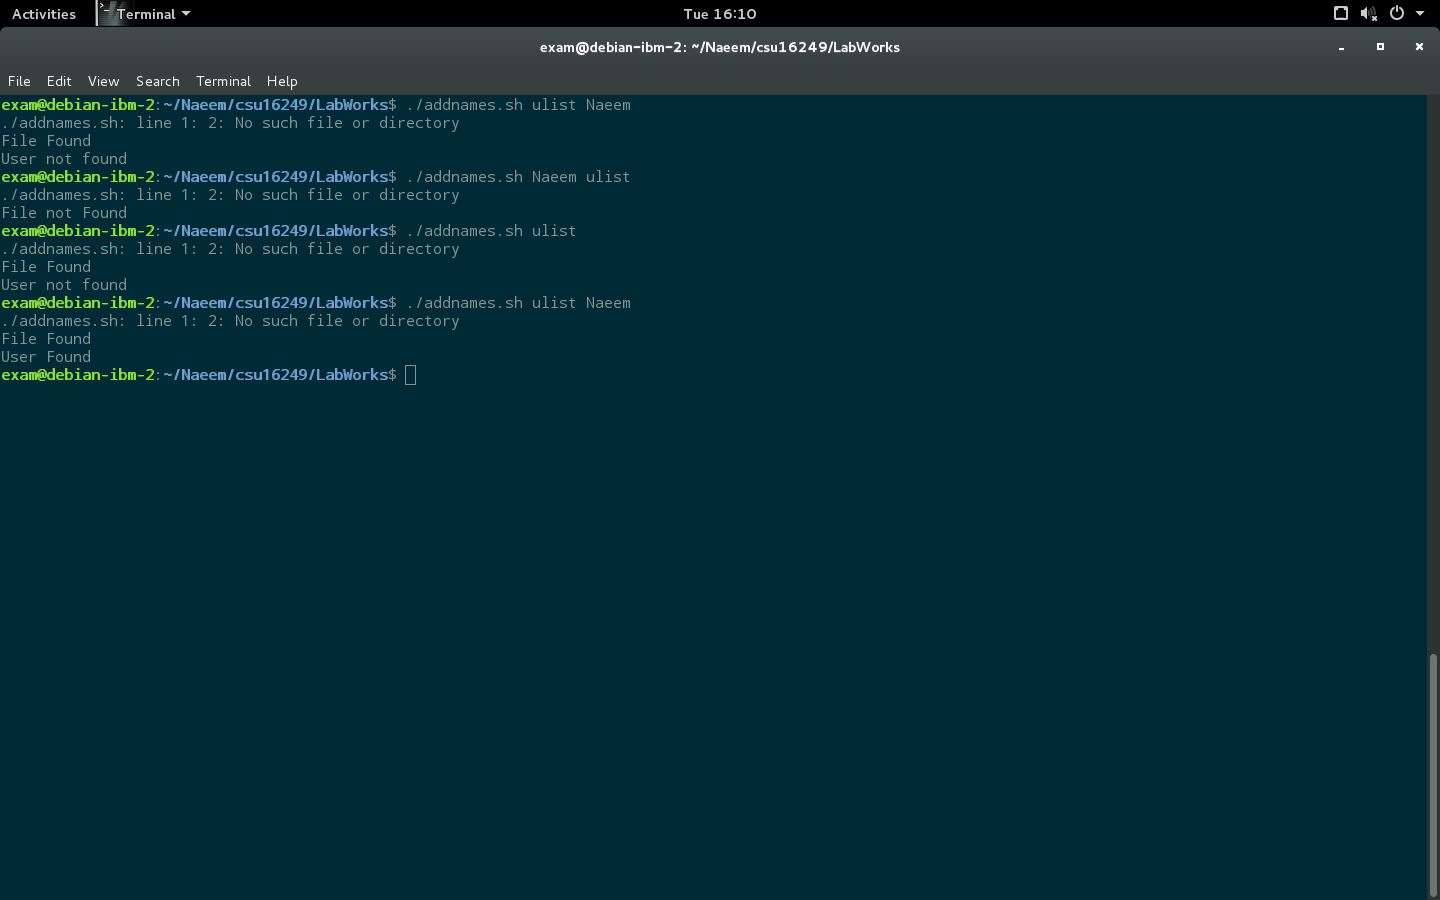 Activities Terminal Tue 16:10
exam@debian-ibm-2: ~/Naeem/csu16249/LabWorks
File Edit View Search Terminal Help
exam@debian-ibm-2:~/Naeem/csu16249/LabWorks$ ./addnames.sh ulist Naeem
./addnames.sh: line 1: 2: No such file or directory
File Found
User not found
exam@debian-ibm-2:~/Naeem/csu16249/LabWorks$ ./addnames.sh Naeem ulist
./addnames.sh: line 1: 2: No such file or directory
File not Found
exam@debian-ibm-2:~/Naeem/csu16249/LabWorks$ ./addnames.sh ulist
./addnames.sh: line 1: 2: No such file or directory
File Found
User not found
exam@debian-ibm-2:~/Naeem/csu16249/LabWorks$ ./addnames.sh ulist Naeem
./addnames.sh: line 1: 2: No such file or directory
File Found
User Found
exam@debian-ibm-2:~/Naeem/csu16249/LabWorks$